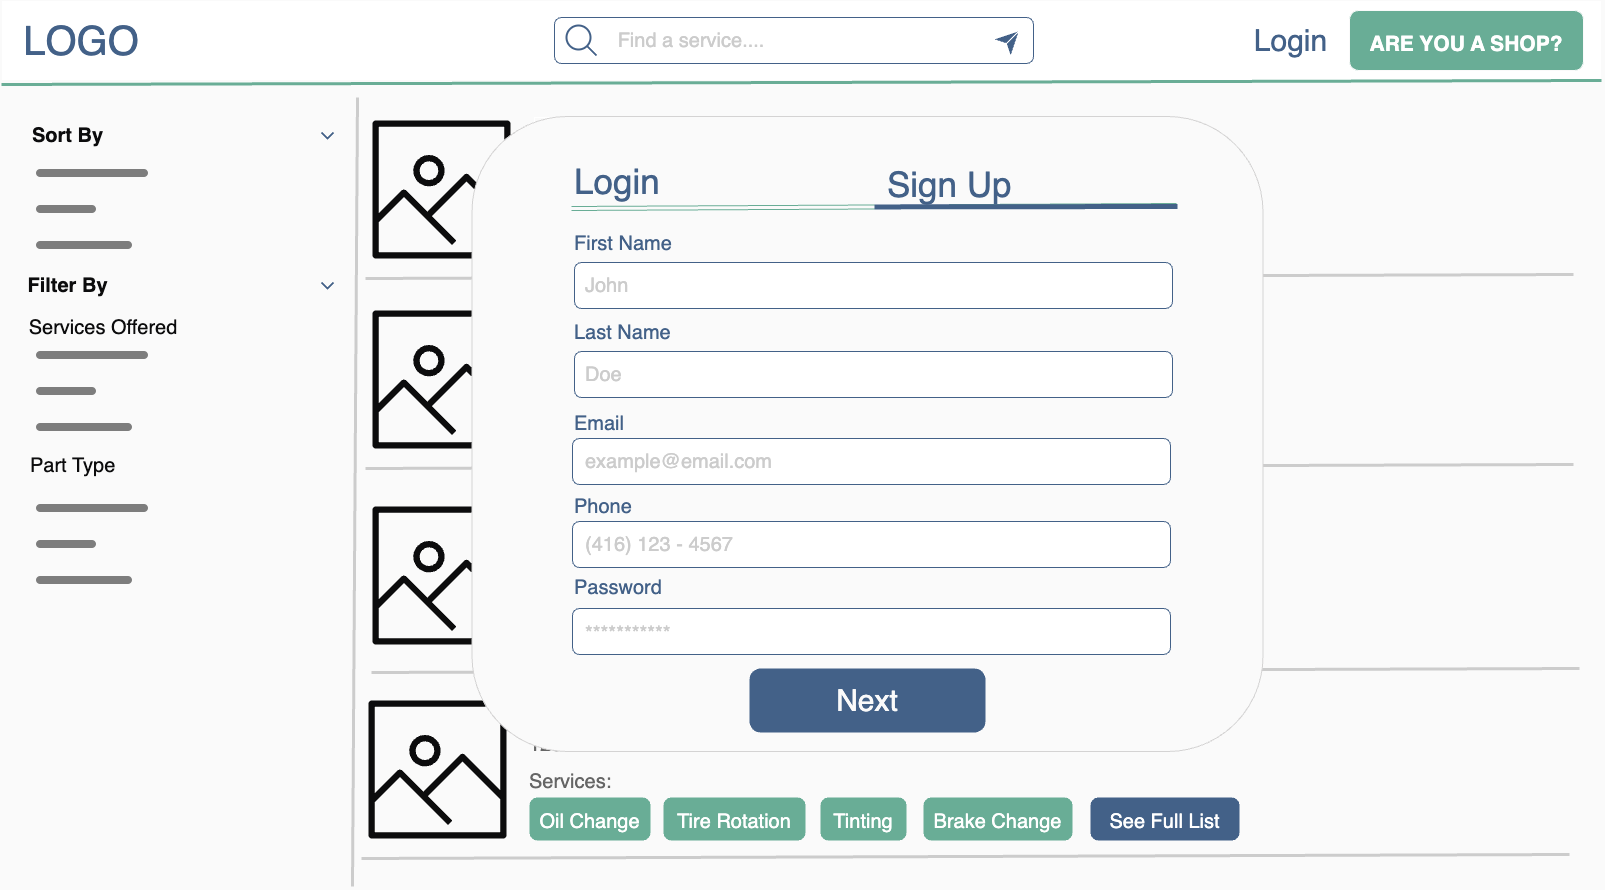 LOGO
Find a service....
Login
ARE YOU A SHOP?
Sort By
Filter By
Services Offered
Part Type
Login
Sign Up
First Name
John
Last Name
Doe
Email
example@email.com
Phone
(416) 123 - 4567
Password
***********
Next
Services:
Oil Change
Tire Rotation
Tinting
Brake Change
See Full List